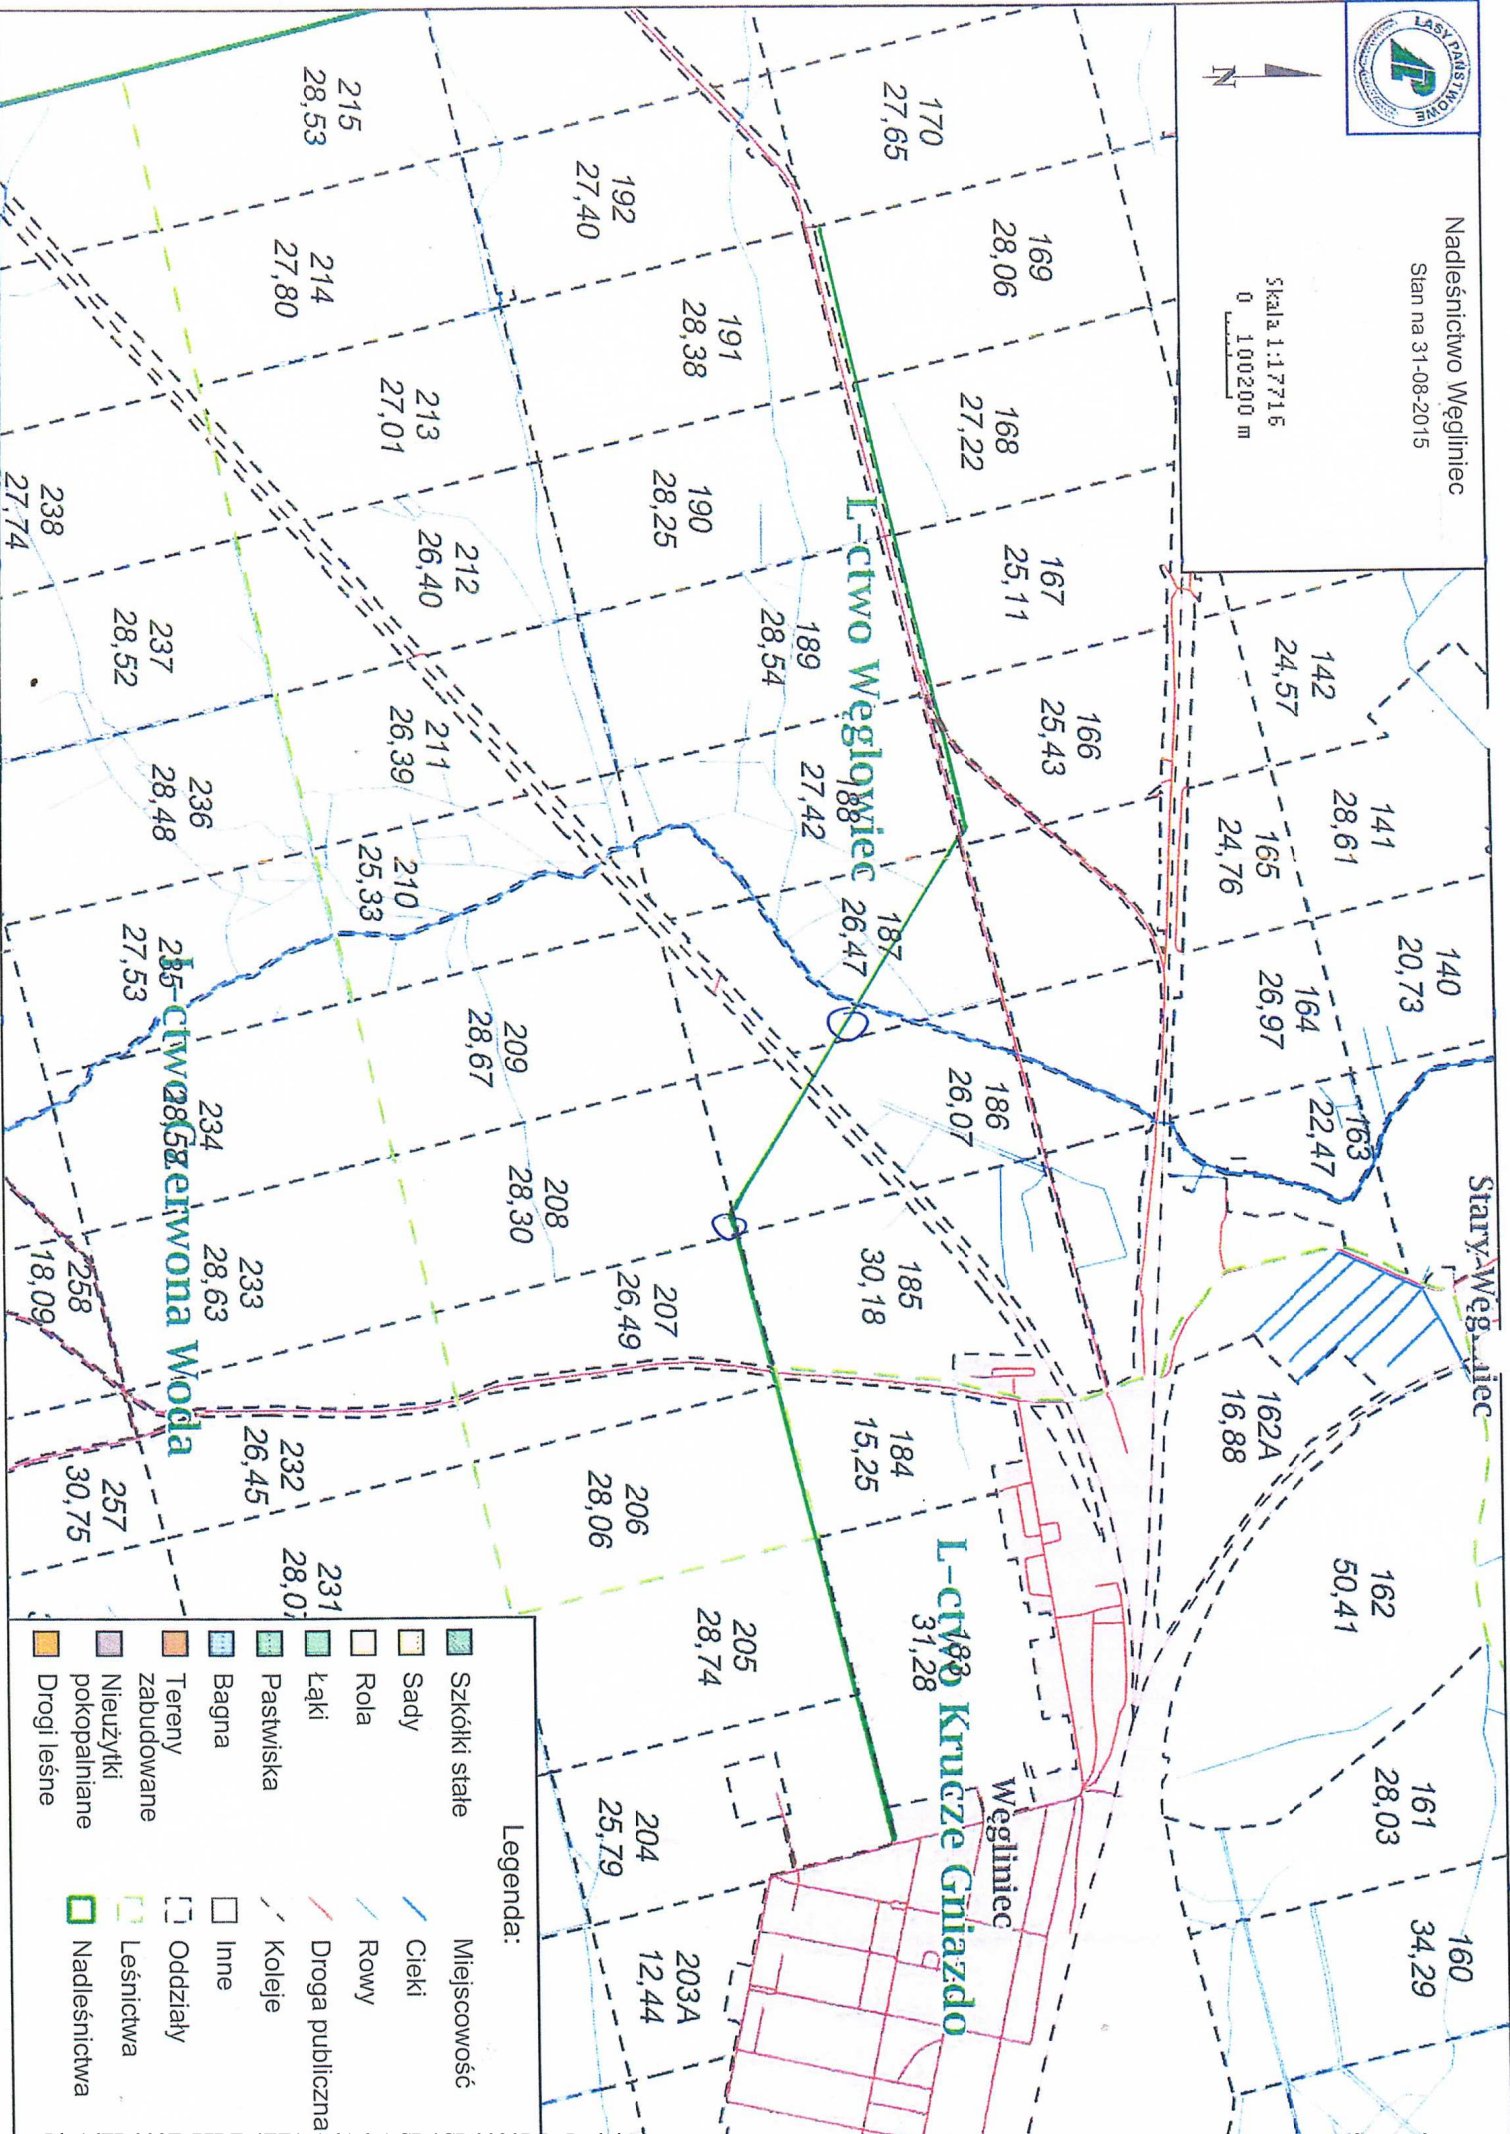 LASY PAŃSTWOWE
N
Nadleśnictwo Węgliniec
Stan na 31-08-2015
Skala 1:17716
0 100200 m
Stary Węgliniec
142
24,57
141
28,61
140
20,73
163
22,47
162A
16,88
162
50,41
161
28,03
160
34,29
170
27,65
169
28,06
168
27,22
167
25,11
166
25,43
165
24,76
164
26,97
L-ctwo Węglowiec
192
27,40
191
28,38
190
28,25
189
28,54
188
27,42
187
26,47
186
26,07
185
30,18
184
15,25
183
31,28
L-ctwo Krucze Gniazdo
Węgliniec
215
28,53
214
27,80
213
27,01
212
26,40
211
26,39
210
25,33
209
28,67
208
28,30
207
26,49
206
28,06
205
28,74
204
25,79
203A
12,44
238
27,74
237
28,52
236
28,48
235
27,53
234
28,58
233
28,63
232
26,45
231
L-ctwo Czerwona Woda
258
18,09
257
30,75
Legenda:
Szkółki stałe
Sady
Rola
Łąki
Pastwiska
Bagna
Tereny
zabudowane
Nieużytki
pokopalniane
Drogi leśne
Miejscowość
Cieki
Rowy
Droga publiczna
Koleje
Inne
Oddziały
Leśnictwa
Nadleśnictwa